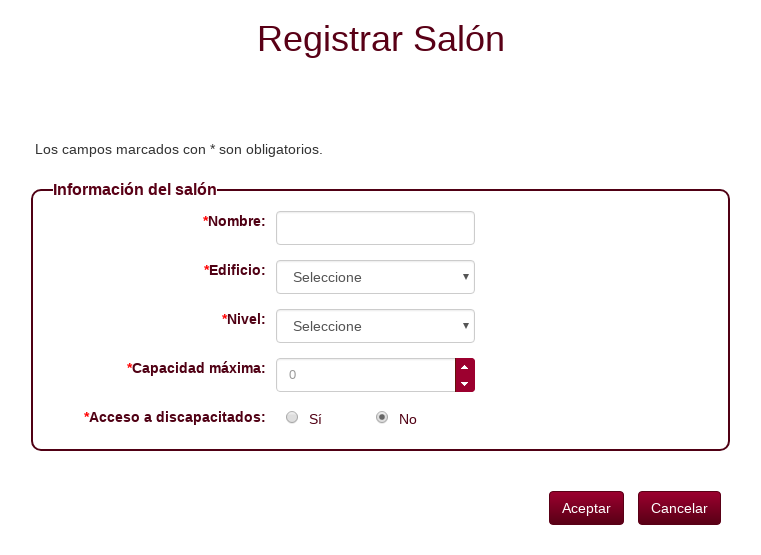 Registrar Salón
Los campos marcados con * son obligatorios.
Información del salón
*Nombre:
*Edificio: Seleccione
*Nivel: Seleccione
*Capacidad máxima: 0
*Acceso a discapacitados: Sí No
Aceptar Cancelar